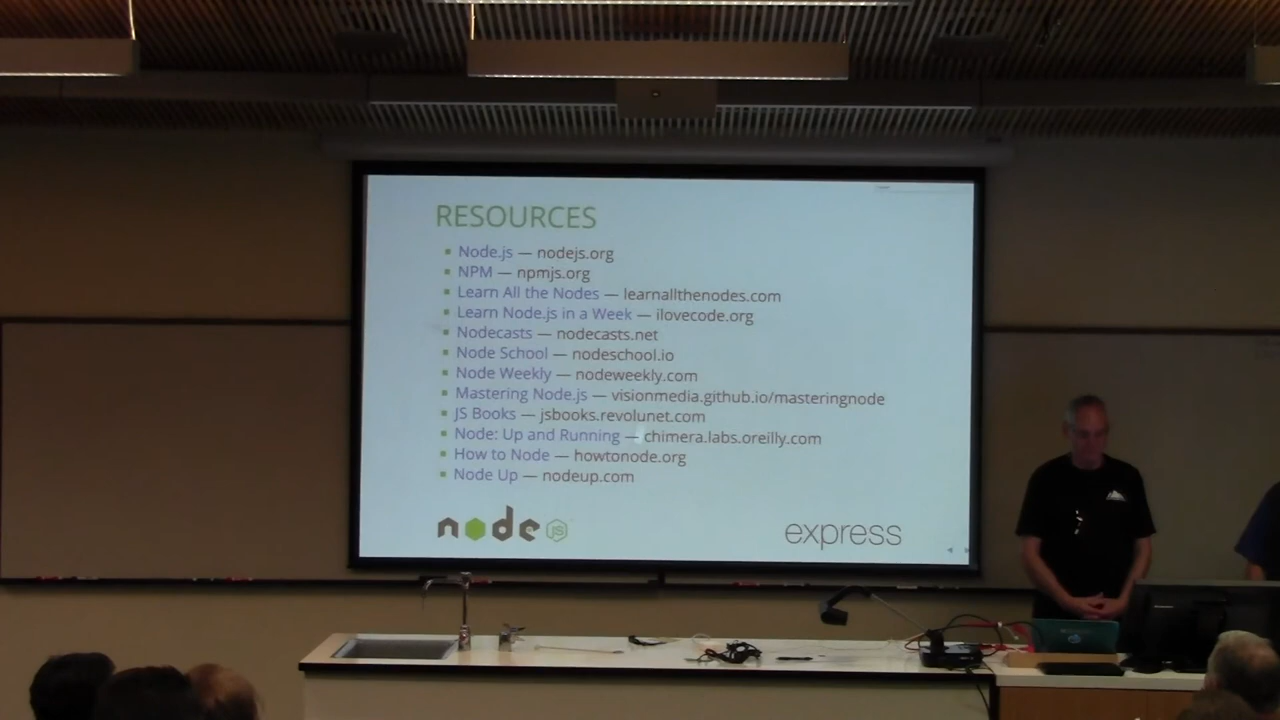 RESOURCES
Node.js — nodejs.org
NPM — npmjs.org
Learn All the Nodes — learnallthenodes.com
Learn Node.js in a Week — ilovecode.org
Nodecasts — nodecasts.net
Node School — nodeschool.io
Node Weekly — nodeweekly.com
Mastering Node.js — visionmedia.github.io/masteringnode
JS Books — jsbooks.revolunet.com
Node: Up and Running — chimera.labs.oreilly.com
How to Node — howtonode.org
Node Up — nodeup.com
node JS
express